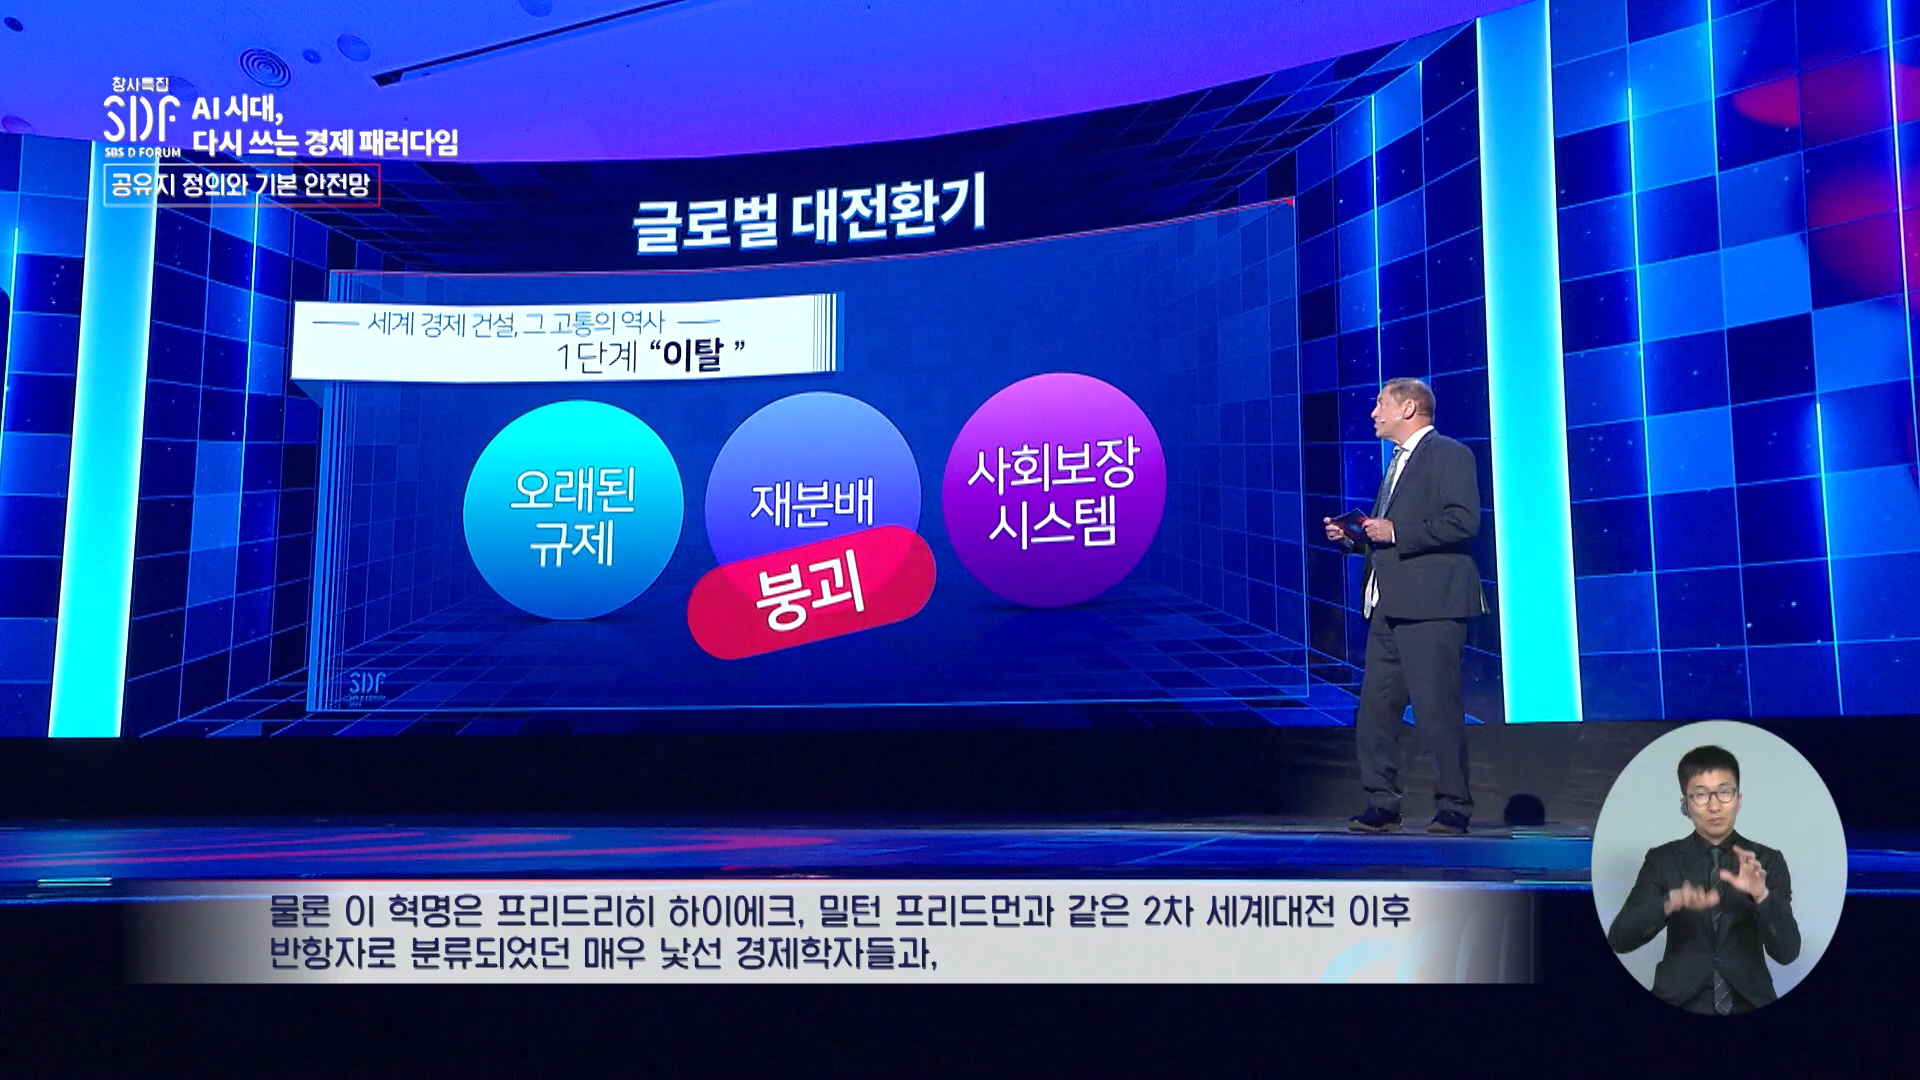 창사특집
SDF
SBS D FORUM
AI 시대,
다시 쓰는 경제 패러다임
공유지 정의와 기본 안전망
글로벌 대전환기
세계 경제 건설, 그 고통의 역사
1단계 “이탈”
오래된
규제
재분배
붕괴
사회보장
시스템
SDF
SBS D FORUM
물론 이 혁명은 프리드리히 하이에크, 밀턴 프리드먼과 같은 2차 세계대전 이후
반항자로 분류되었던 매우 낯선 경제학자들과,